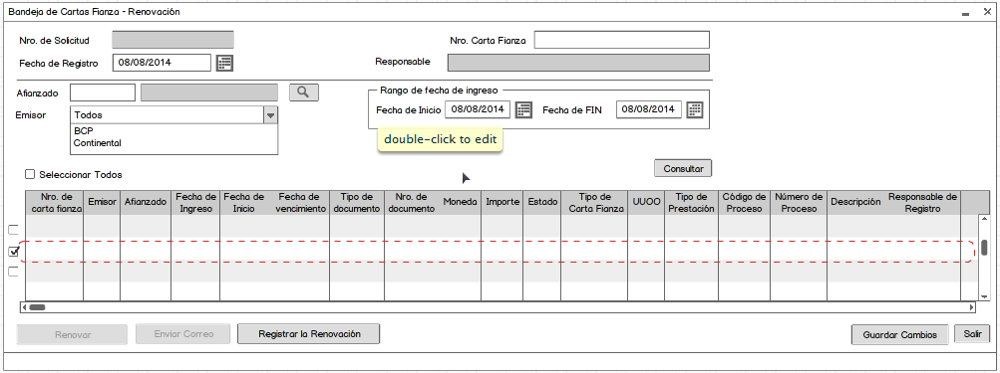 Bandeja de Cartas Fianza - Renovación
Nro. de Solicitud
Nro. Carta Fianza
Fecha de Registro 08/08/2014
Responsable
Afianzado
Rango de fecha de ingreso
Fecha de Inicio 08/08/2014 Fecha de FIN 08/08/2014
Emisor Todos
BCP
Continental
double-click to edit
Consultar
Seleccionar Todos
Nro. de carta fianza Emisor Afianzado Fecha de Ingreso Fecha de Inicio Fecha de vencimiento Tipo de documento Nro. de documento Moneda Importe Estado Tipo de Carta Fianza UUOO Tipo de Prestación Código de Proceso Número de Proceso Descripción Responsable de Registro
Renovar Enviar Correo Registrar la Renovación Guardar Cambios Salir